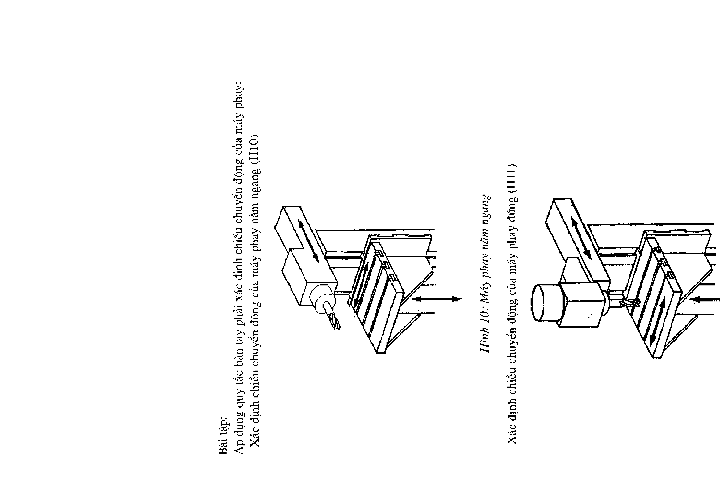 Bài tập:
Áp dụng quy tắc bàn tay phải xác định chiều chuyển động của máy phay:
Xác định chiều chuyển động của máy phay nằm ngang (H10)
Hình 10: Máy phay nằm ngang
Xác định chiều chuyển động của máy phay đứng (H11)